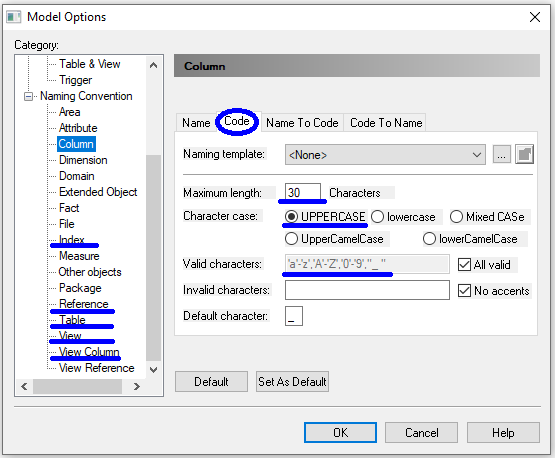 Model Options
Category:
Table & View
Trigger
Naming Convention
Area
Attribute
Column
Dimension
Domain
Extended Object
Fact
File
Index
Measure
Other objects
Package
Reference
Table
View
View Column
View Reference
Column
Name Code Name To Code Code To Name
Naming template: <None> ...
Maximum length: 30 Characters
Character case: UPPERCASE lowercase Mixed CASe
UpperCamelCase lowerCamelCase
Valid characters: 'a'-'z','A'-'Z','0'-'9',"_ " All valid
Invalid characters: No accents
Default character: _
Default Set As Default
OK Cancel Help